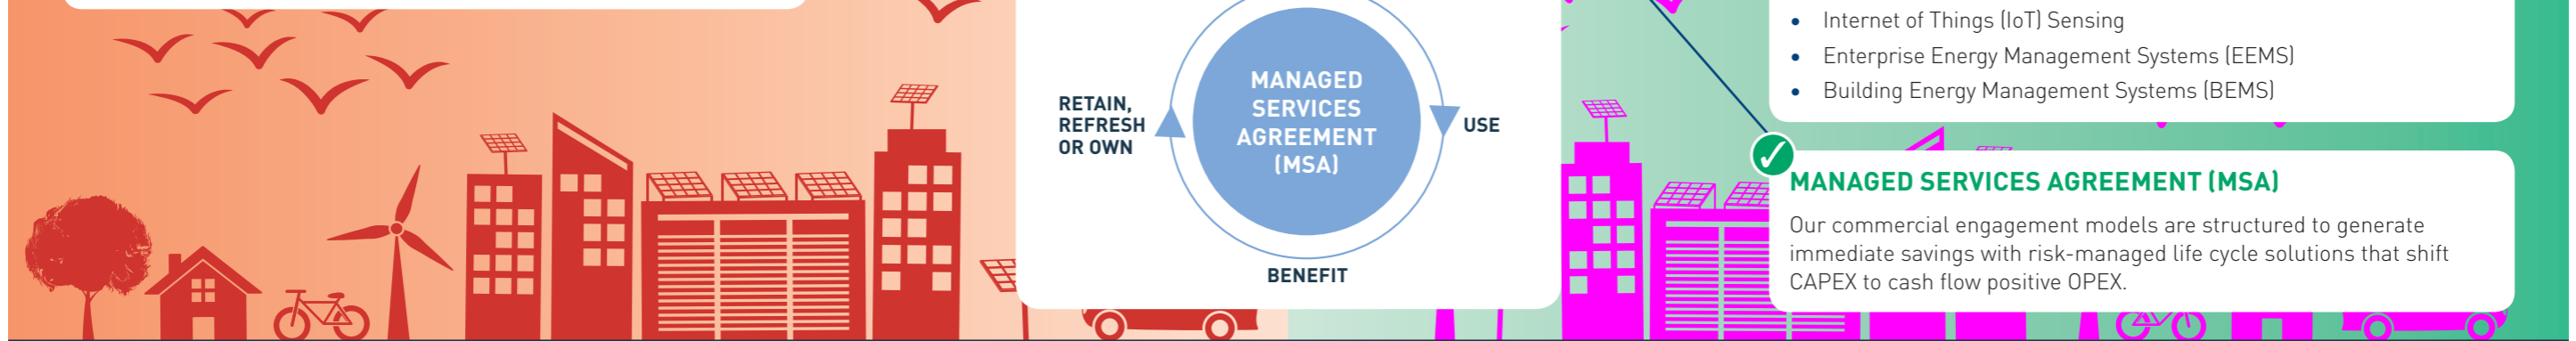 MANAGED
SERVICES
AGREEMENT
(MSA)
RETAIN,
REFRESH
OR OWN
USE
BENEFIT
• Internet of Things (IoT) Sensing
• Enterprise Energy Management Systems (EEMS)
• Building Energy Management Systems (BEMS)
MANAGED SERVICES AGREEMENT (MSA)
Our commercial engagement models are structured to generate
immediate savings with risk-managed life cycle solutions that shift
CAPEX to cash flow positive OPEX.